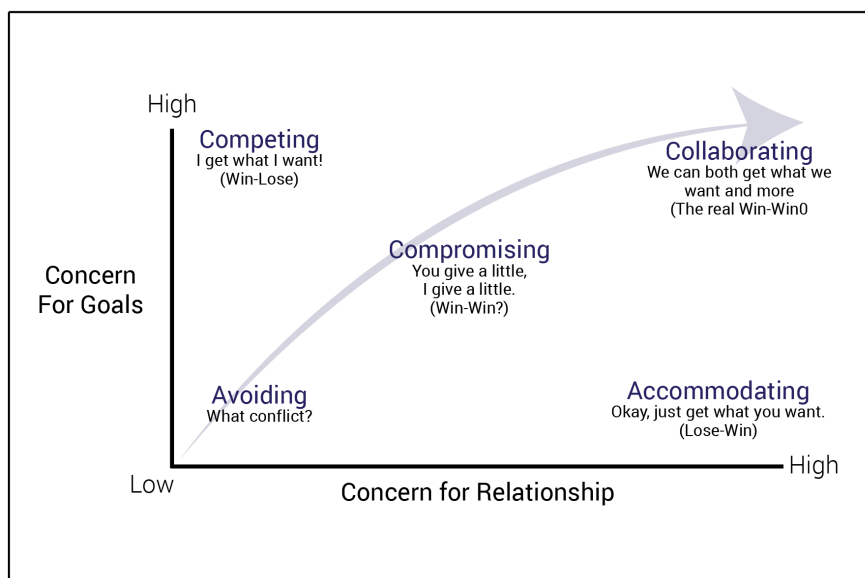 High
Competing
I get what I want!
(Win-Lose)
Collaborating
We can both get what we
want and more
(The real Win-Win0
Compromising
You give a little,
I give a little.
(Win-Win?)
Concern
For Goals
Avoiding
What conflict?
Accommodating
Okay, just get what you want.
(Lose-Win)
Low
High
Concern for Relationship